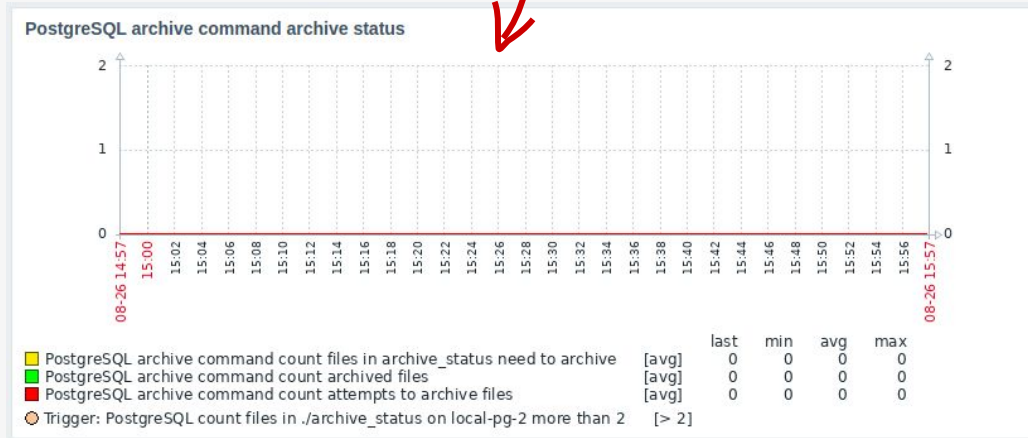 PostgreSQL archive command archive status
2 2
1 1
0 0
08-26 14:57 15:00 15:02 15:04 15:06 15:08 15:10 15:12 15:14 15:16 15:18 15:20 15:22 15:24 15:26 15:28 15:30 15:32 15:34 15:36 15:38 15:40 15:42 15:44 15:46 15:48 15:50 15:52 15:54 15:56 08-26 15:57
last min avg max
PostgreSQL archive command count files in archive_status need to archive [avg] 0 0 0 0
PostgreSQL archive command count archived files [avg] 0 0 0 0
PostgreSQL archive command count attempts to archive files [avg] 0 0 0 0
Trigger: PostgreSQL count files in ./archive_status on local-pg-2 more than 2 [> 2]